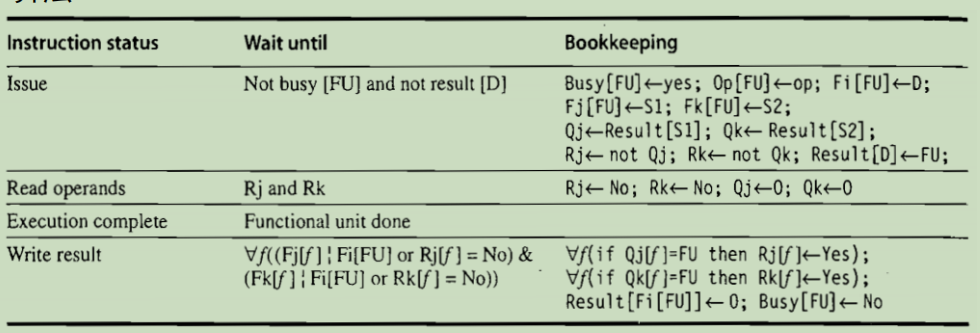 Instruction status Wait until Bookkeeping
Issue Not busy [FU] and not result [D] Busy[FU]←yes; Op[FU]←op; Fi[FU]←D;
Fj[FU]←S1; Fk[FU]←S2;
Qj←Result[S1]; Qk← Result[S2];
Rj← not Qj; Rk← not Qk; Result[D]←FU;
Read operands Rj and Rk Rj← No; Rk← No; Qj←0; Qk←0
Execution complete Functional unit done
Write result ∀f((Fj[f] ¦ Fi[FU] or Rj[f] = No) & ∀f(if Qj[f]=FU then Rj[f]←Yes);
(Fk[f] ¦ Fi[FU] or Rk[f] = No)) ∀f(if Qk[f]=FU then Rk[f]←Yes);
Result[Fi[FU]]← 0; Busy[FU]← No